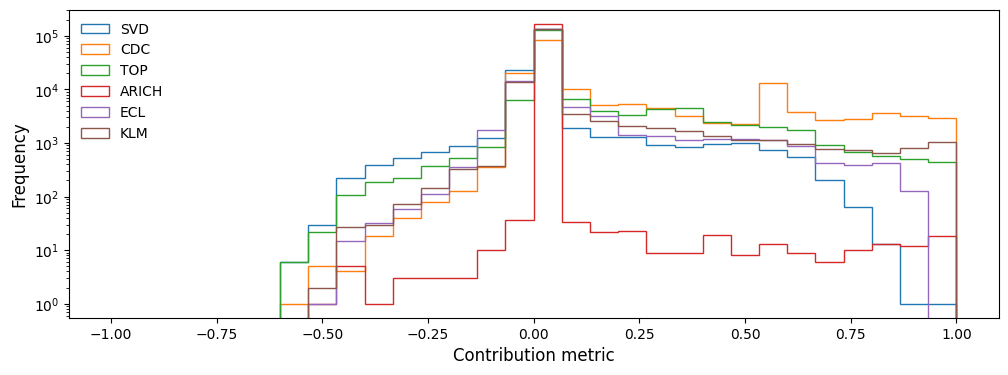 SVD
CDC
TOP
ARICH
ECL
KLM
Frequency
10⁵
10⁴
10³
10²
10¹
10⁰
−1.00 −0.75 −0.50 −0.25 0.00 0.25 0.50 0.75 1.00
Contribution metric